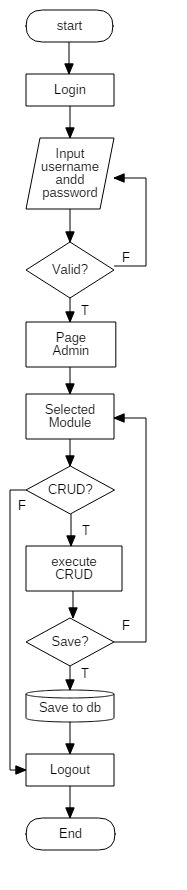 start
Login
Input
username
andd
password
Valid?
F
T
Page
Admin
Selected
Module
CRUD?
F
T
execute
CRUD
F
Save?
T
Save to db
Logout
End